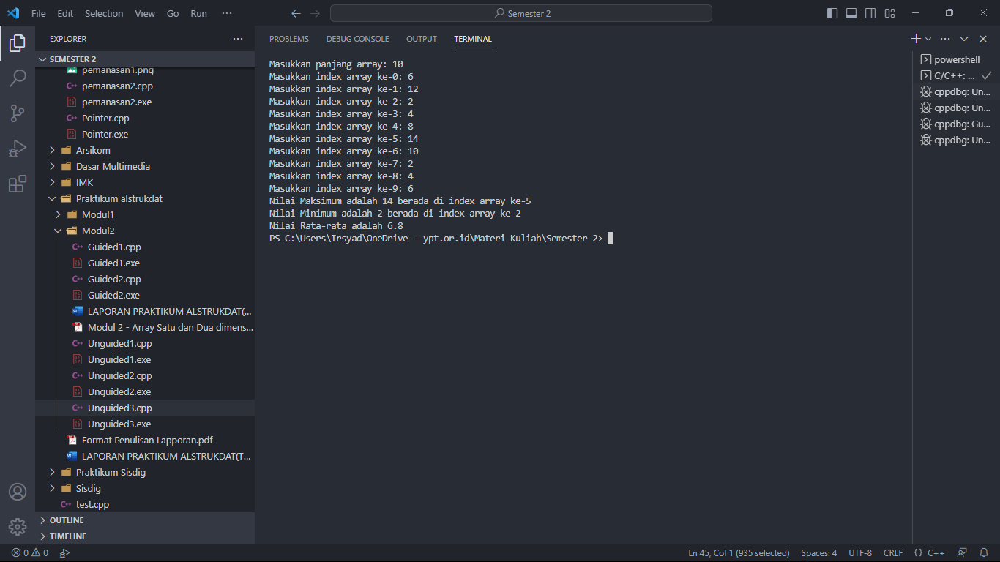 File Edit Selection View Go Run ···
Semester 2
EXPLORER ···
SEMESTER 2
pemanasan1.png
pemanasan2.cpp
pemanasan2.exe
Pointer.cpp
Pointer.exe
Arsikom
Dasar Multimedia
IMK
Praktikum alstrukdat
Modul1
Modul2
Guided1.cpp
Guided1.exe
Guided2.cpp
Guided2.exe
LAPORAN PRAKTIKUM ALSTRUKDAT(...
Modul 2 - Array Satu dan Dua dimens...
Unguided1.cpp
Unguided1.exe
Unguided2.cpp
Unguided2.exe
Unguided3.cpp
Unguided3.exe
Format Penulisan Lapporan.pdf
LAPORAN PRAKTIKUM ALSTRUKDAT(T...
Praktikum Sisdig
Sisdig
test.cpp
OUTLINE
TIMELINE
PROBLEMS DEBUG CONSOLE OUTPUT TERMINAL
Masukkan panjang array: 10
Masukkan index array ke-0: 6
Masukkan index array ke-1: 12
Masukkan index array ke-2: 2
Masukkan index array ke-3: 4
Masukkan index array ke-4: 8
Masukkan index array ke-5: 14
Masukkan index array ke-6: 10
Masukkan index array ke-7: 2
Masukkan index array ke-8: 4
Masukkan index array ke-9: 6
Nilai Maksimum adalah 14 berada di index array ke-5
Nilai Minimum adalah 2 berada di index array ke-2
Nilai Rata-rata adalah 6.8
PS C:\Users\Irsyad\OneDrive - ypt.or.id\Materi Kuliah\Semester 2>
powershell
C/C++: ...
cppdbg: Un...
cppdbg: Un...
cppdbg: Gu...
cppdbg: Un...
0 0
Ln 45, Col 1 (935 selected) Spaces: 4 UTF-8 CRLF {} C++